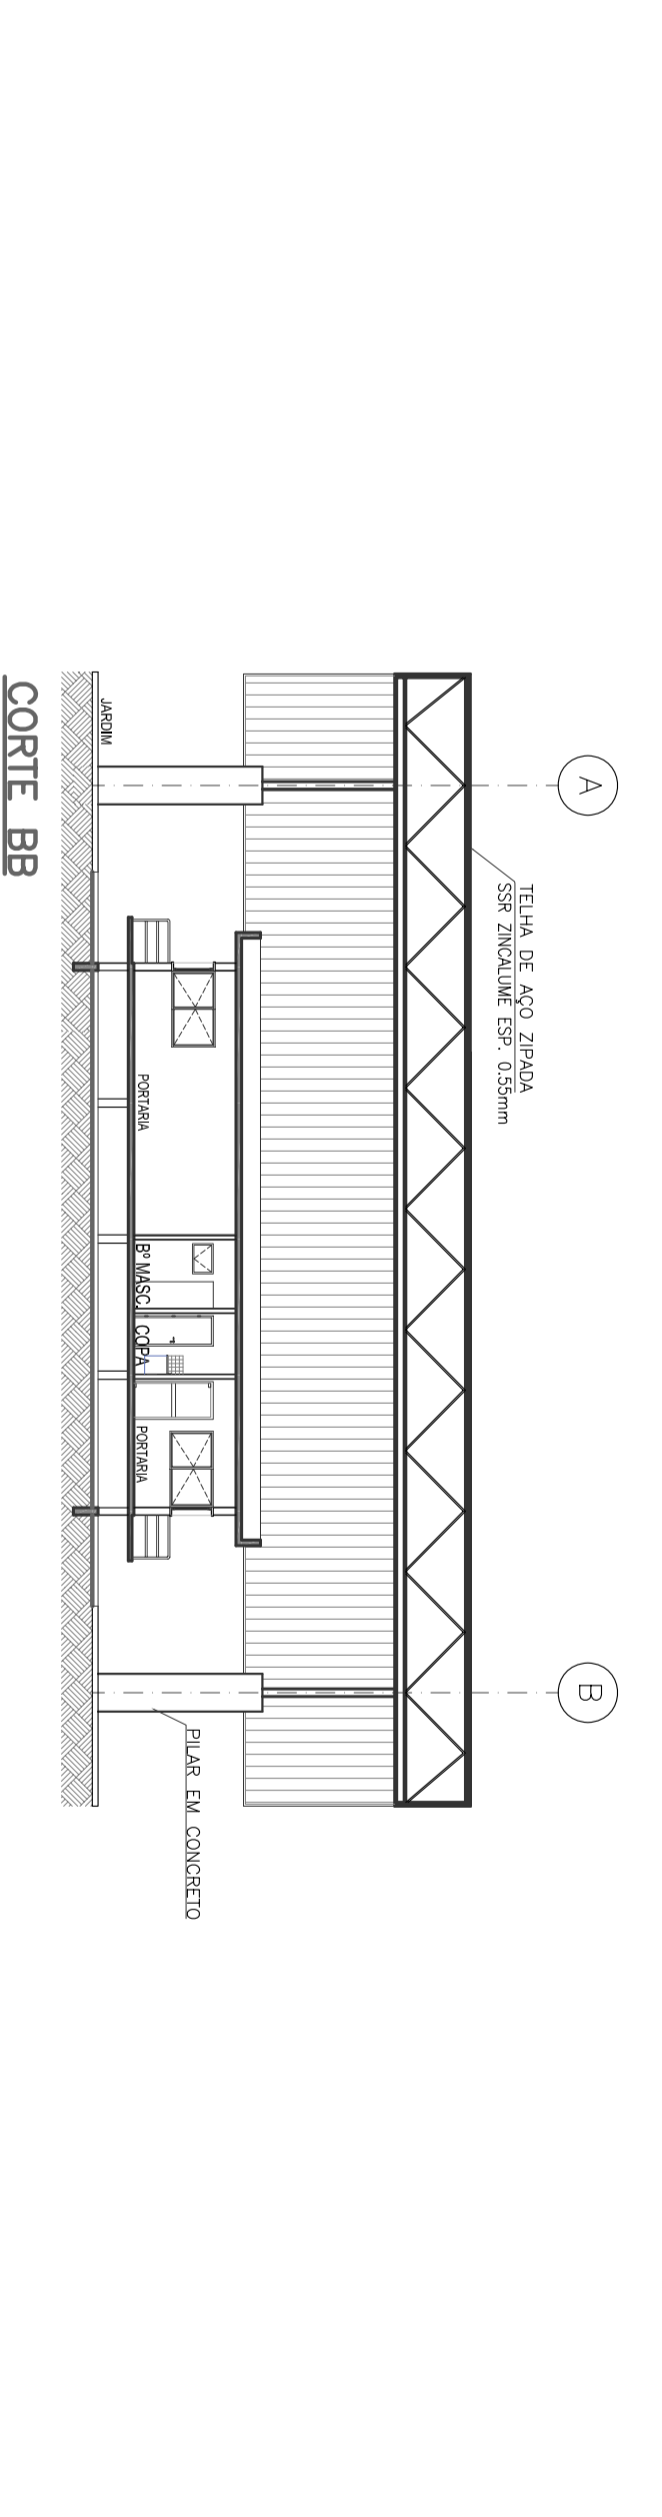 A
B
TELHA DE AÇO ZIPADA
SSR ZINCALUME ESP. 0.55mm
PILAR EM CONCRETO
PORTARIA
Bº MASC.
COPA
PORTARIA
JARDIM
CORTE BB